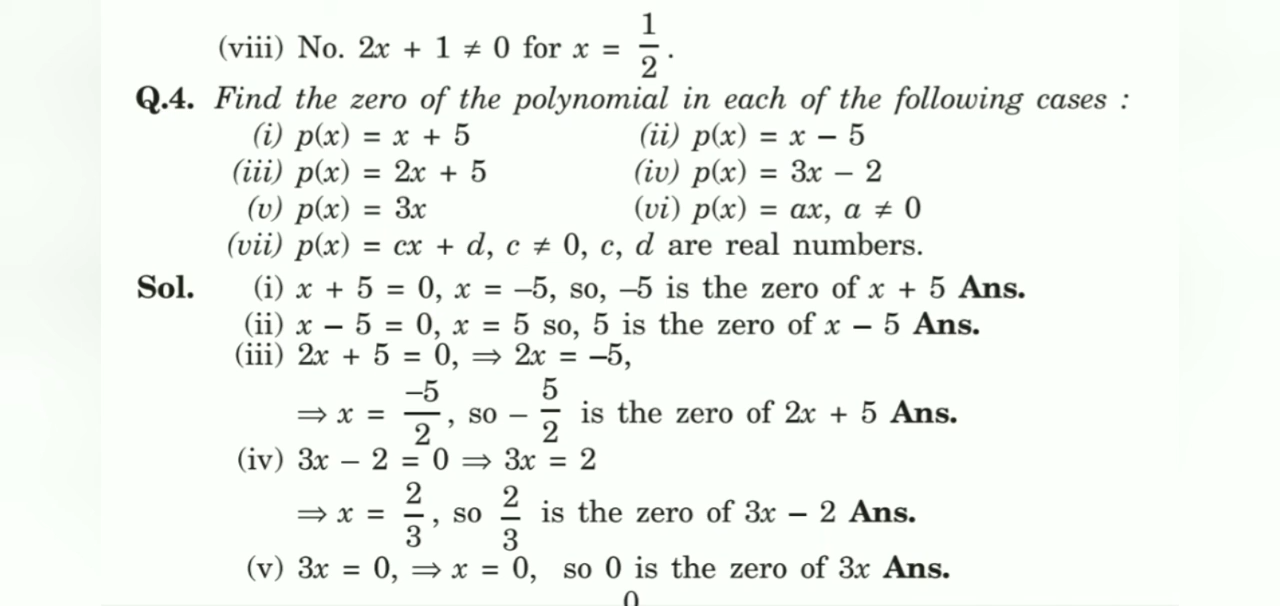 (viii) No. 2x + 1 ≠ 0 for x = 1/2.
Q.4. Find the zero of the polynomial in each of the following cases :
(i) p(x) = x + 5 (ii) p(x) = x – 5
(iii) p(x) = 2x + 5 (iv) p(x) = 3x – 2
(v) p(x) = 3x (vi) p(x) = ax, a ≠ 0
(vii) p(x) = cx + d, c ≠ 0, c, d are real numbers.
Sol. (i) x + 5 = 0, x = –5, so, –5 is the zero of x + 5 Ans.
(ii) x – 5 = 0, x = 5 so, 5 is the zero of x – 5 Ans.
(iii) 2x + 5 = 0, ⇒ 2x = –5,
⇒ x = –5/2, so – 5/2 is the zero of 2x + 5 Ans.
(iv) 3x – 2 = 0 ⇒ 3x = 2
⇒ x = 2/3, so 2/3 is the zero of 3x – 2 Ans.
(v) 3x = 0, ⇒ x = 0, so 0 is the zero of 3x Ans.